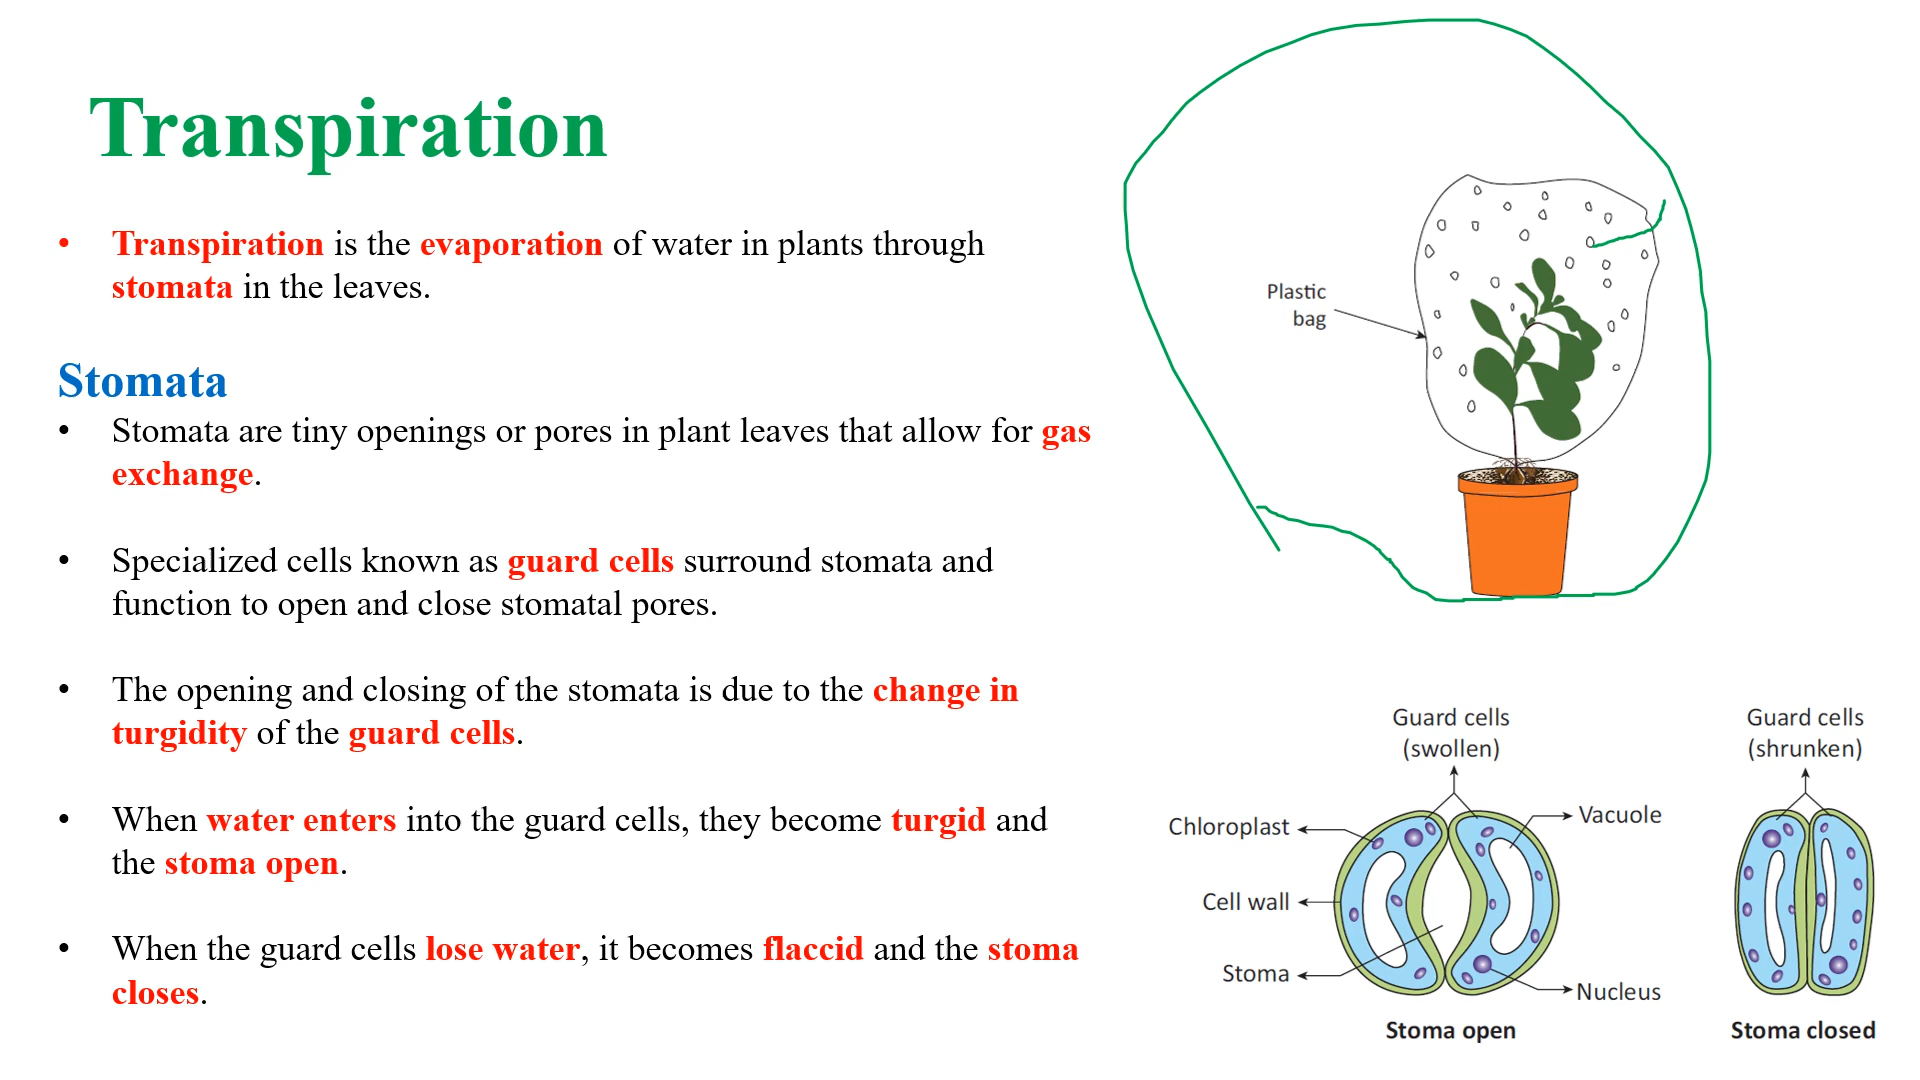 Transpiration
• Transpiration is the evaporation of water in plants through
stomata in the leaves.
Stomata
• Stomata are tiny openings or pores in plant leaves that allow for gas
exchange.
• Specialized cells known as guard cells surround stomata and
function to open and close stomatal pores.
• The opening and closing of the stomata is due to the change in
turgidity of the guard cells.
• When water enters into the guard cells, they become turgid and
the stoma open.
• When the guard cells lose water, it becomes flaccid and the stoma
closes.
Plastic
bag
Guard cells
(swollen)
Chloroplast
Vacuole
Cell wall
Stoma
Nucleus
Stoma open
Guard cells
(shrunken)
Stoma closed